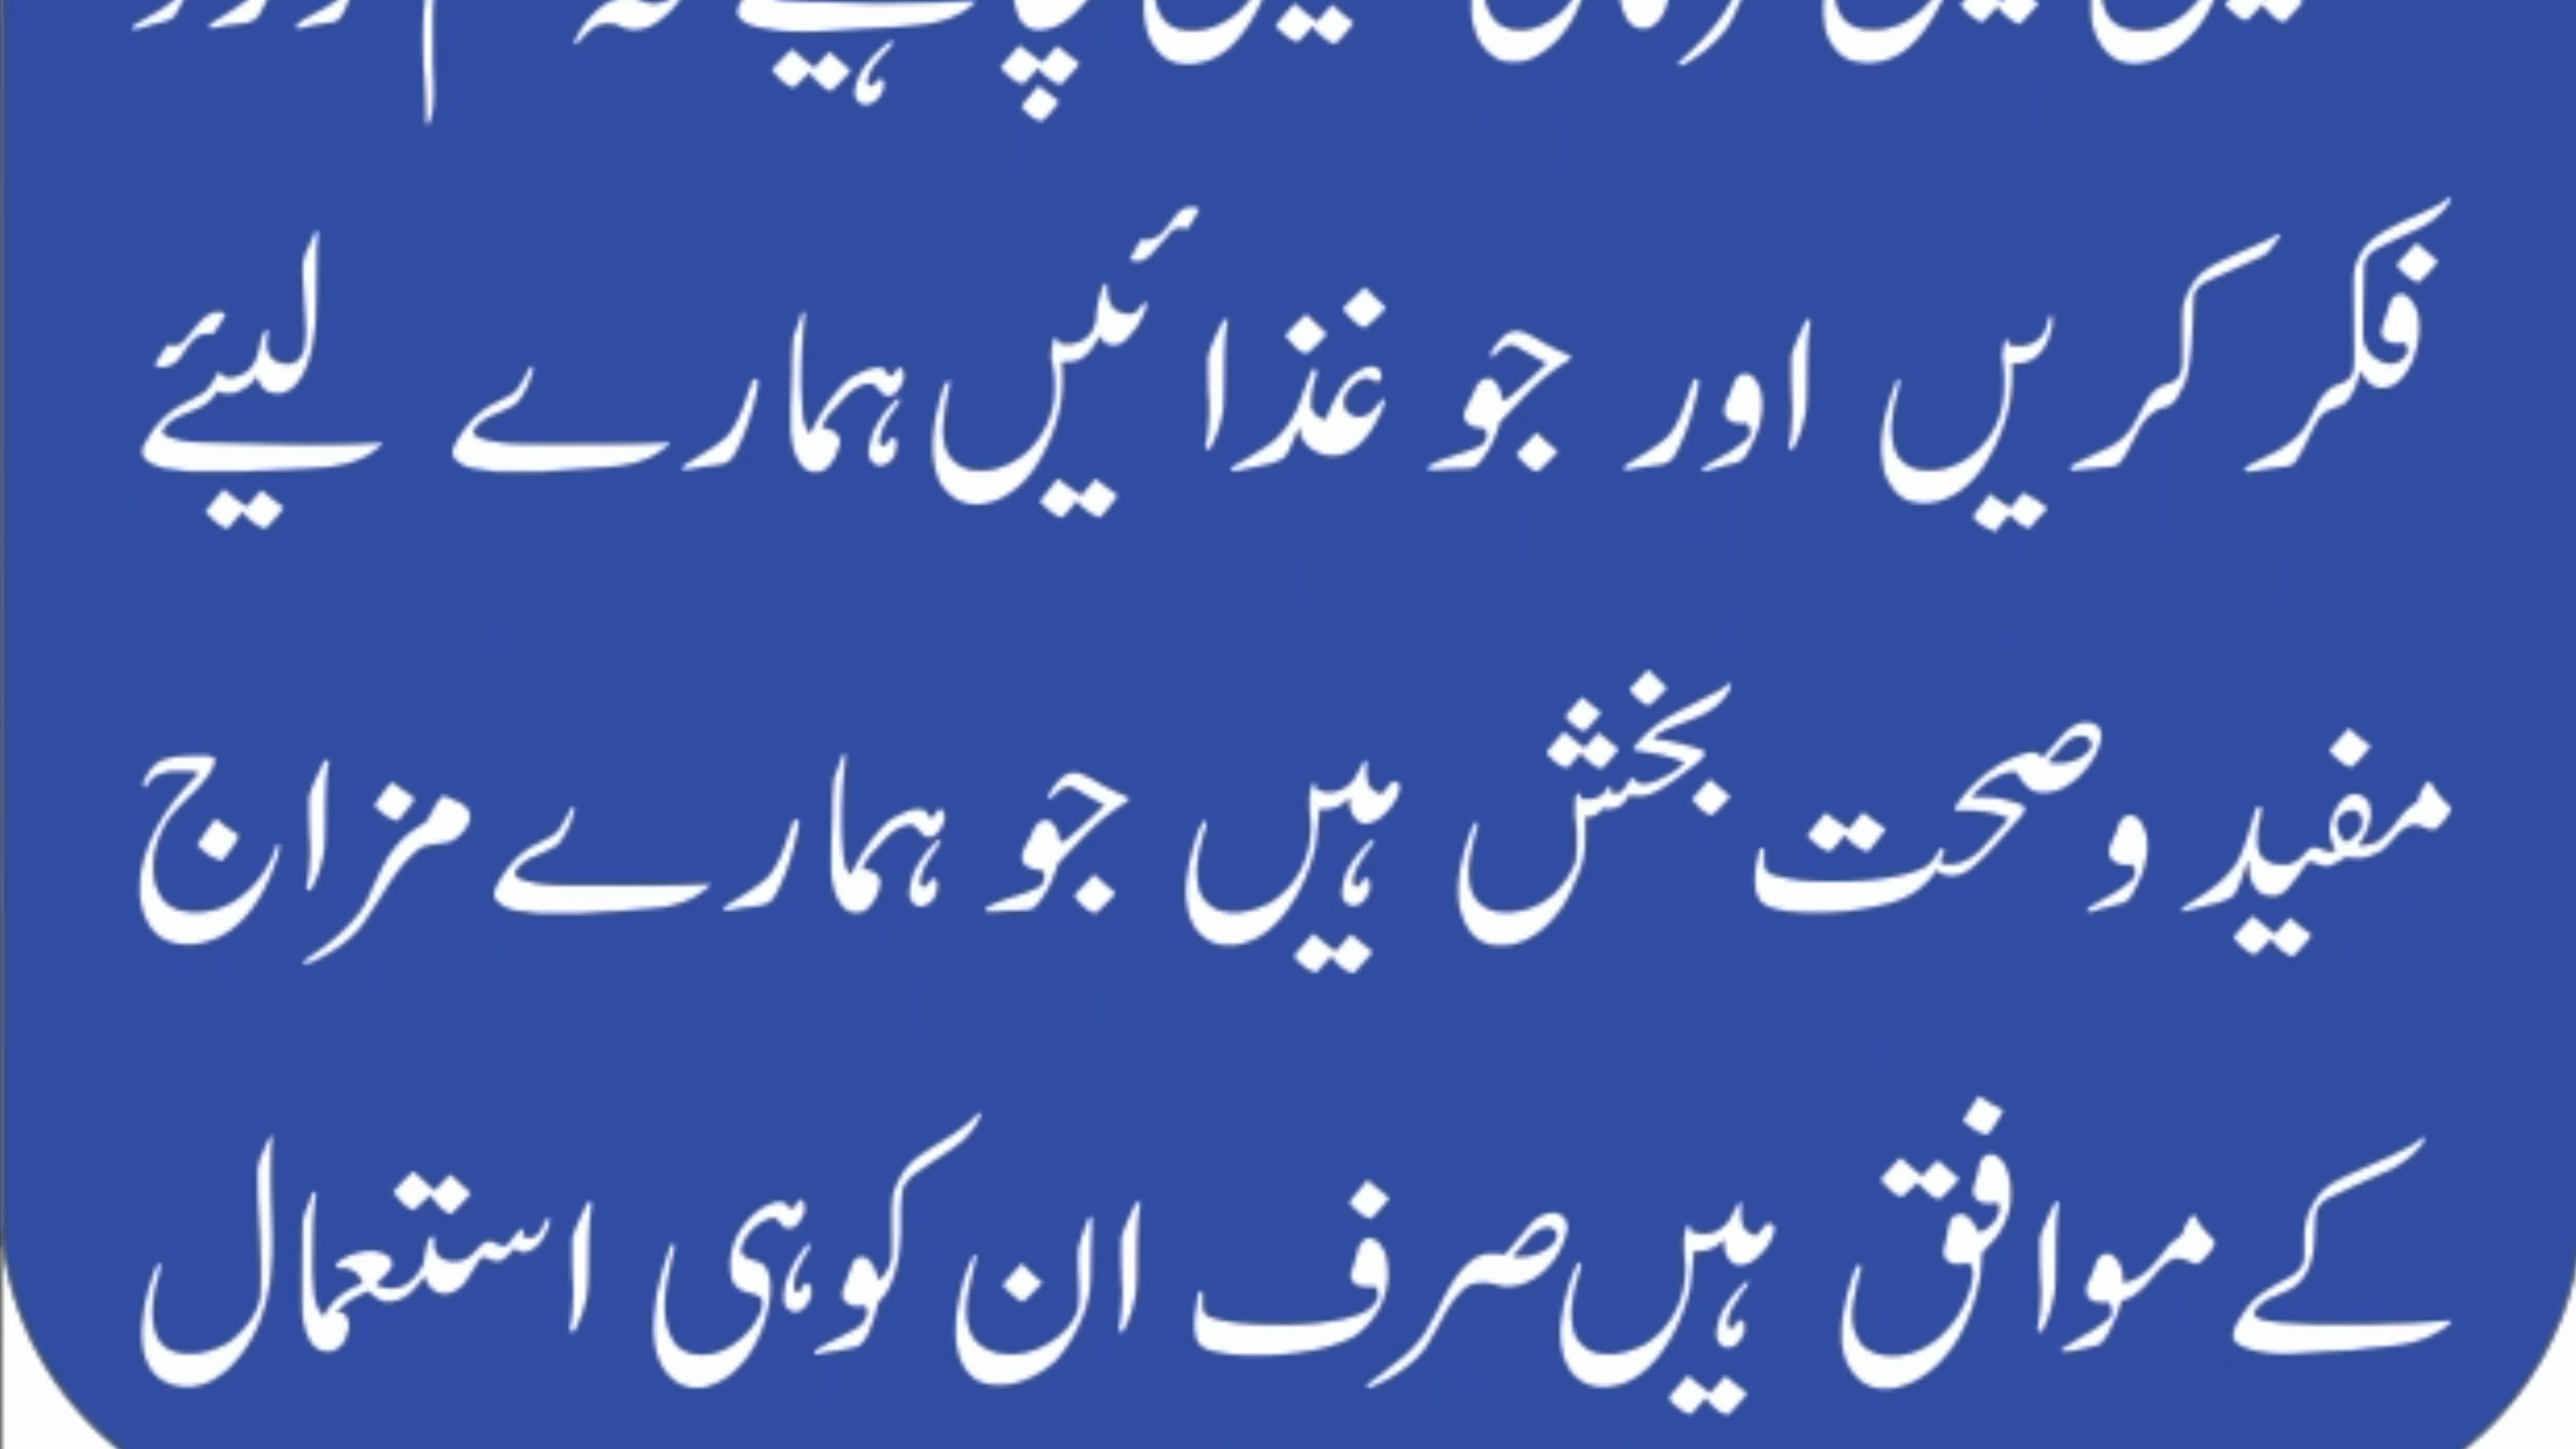 چاہیے
فکر کریں اور جو غذائیں ہمارے لیئے
مفید و صحت بخش ہیں جو ہمارے مزاج
کے موافق ہیں صرف ان کو ہی استعمال